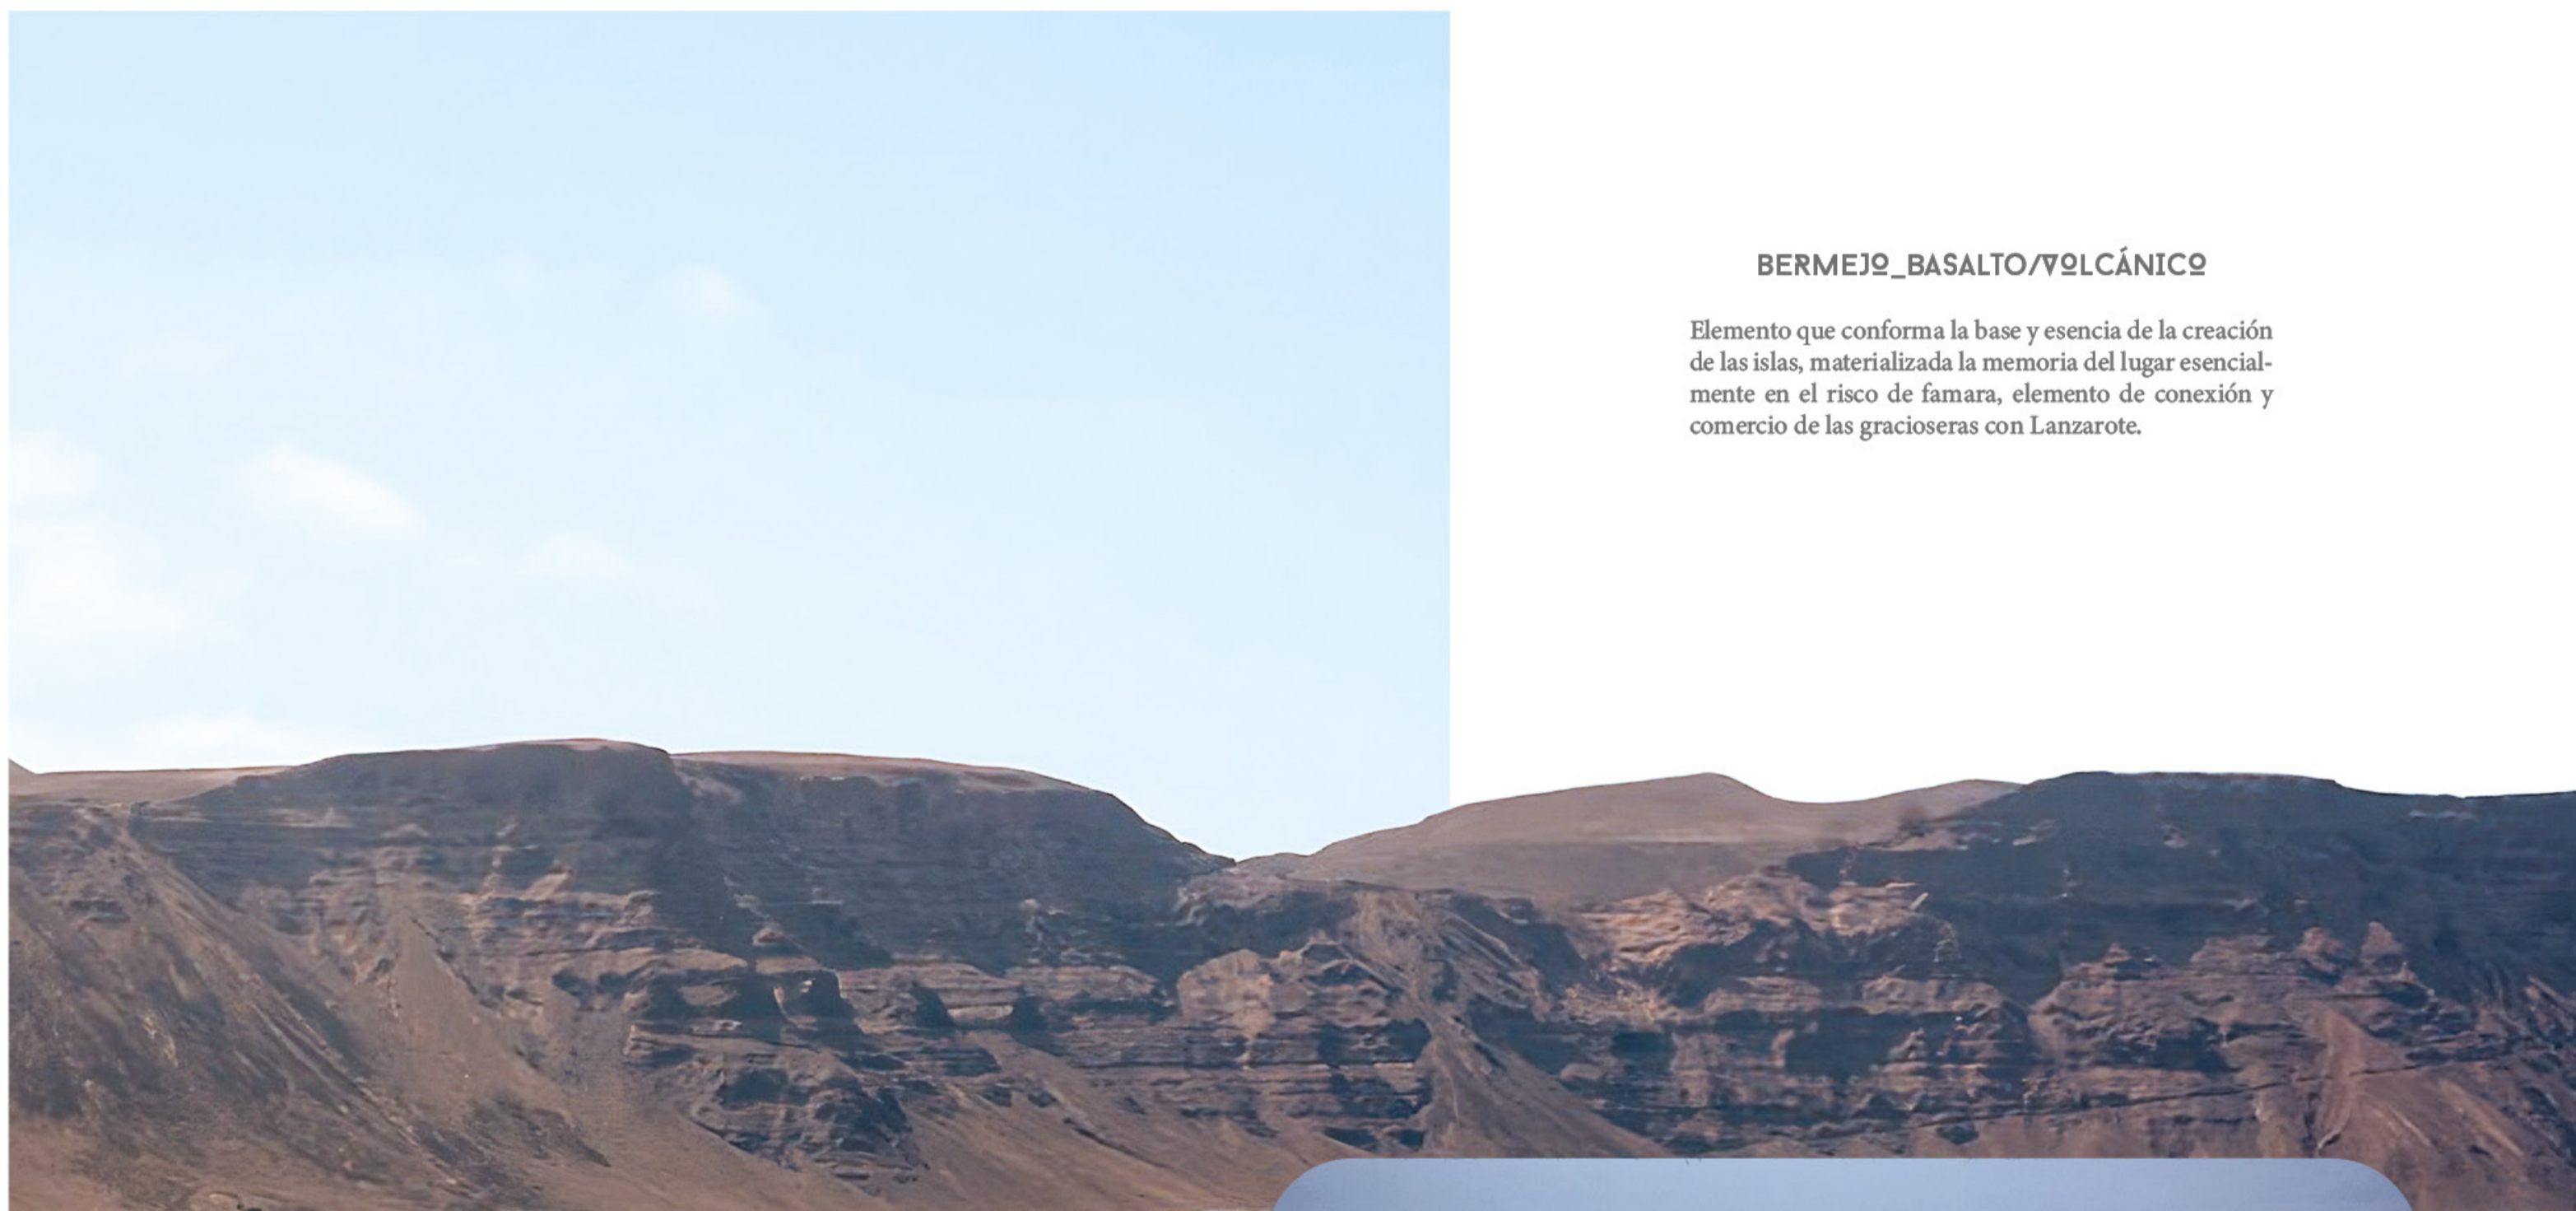 BERMEJO_BASALTO/VOLCÁNICO
Elemento que conforma la base y esencia de la creación
de las islas, materializada la memoria del lugar esencial-
mente en el risco de famara, elemento de conexión y
comercio de las gracioseras con Lanzarote.